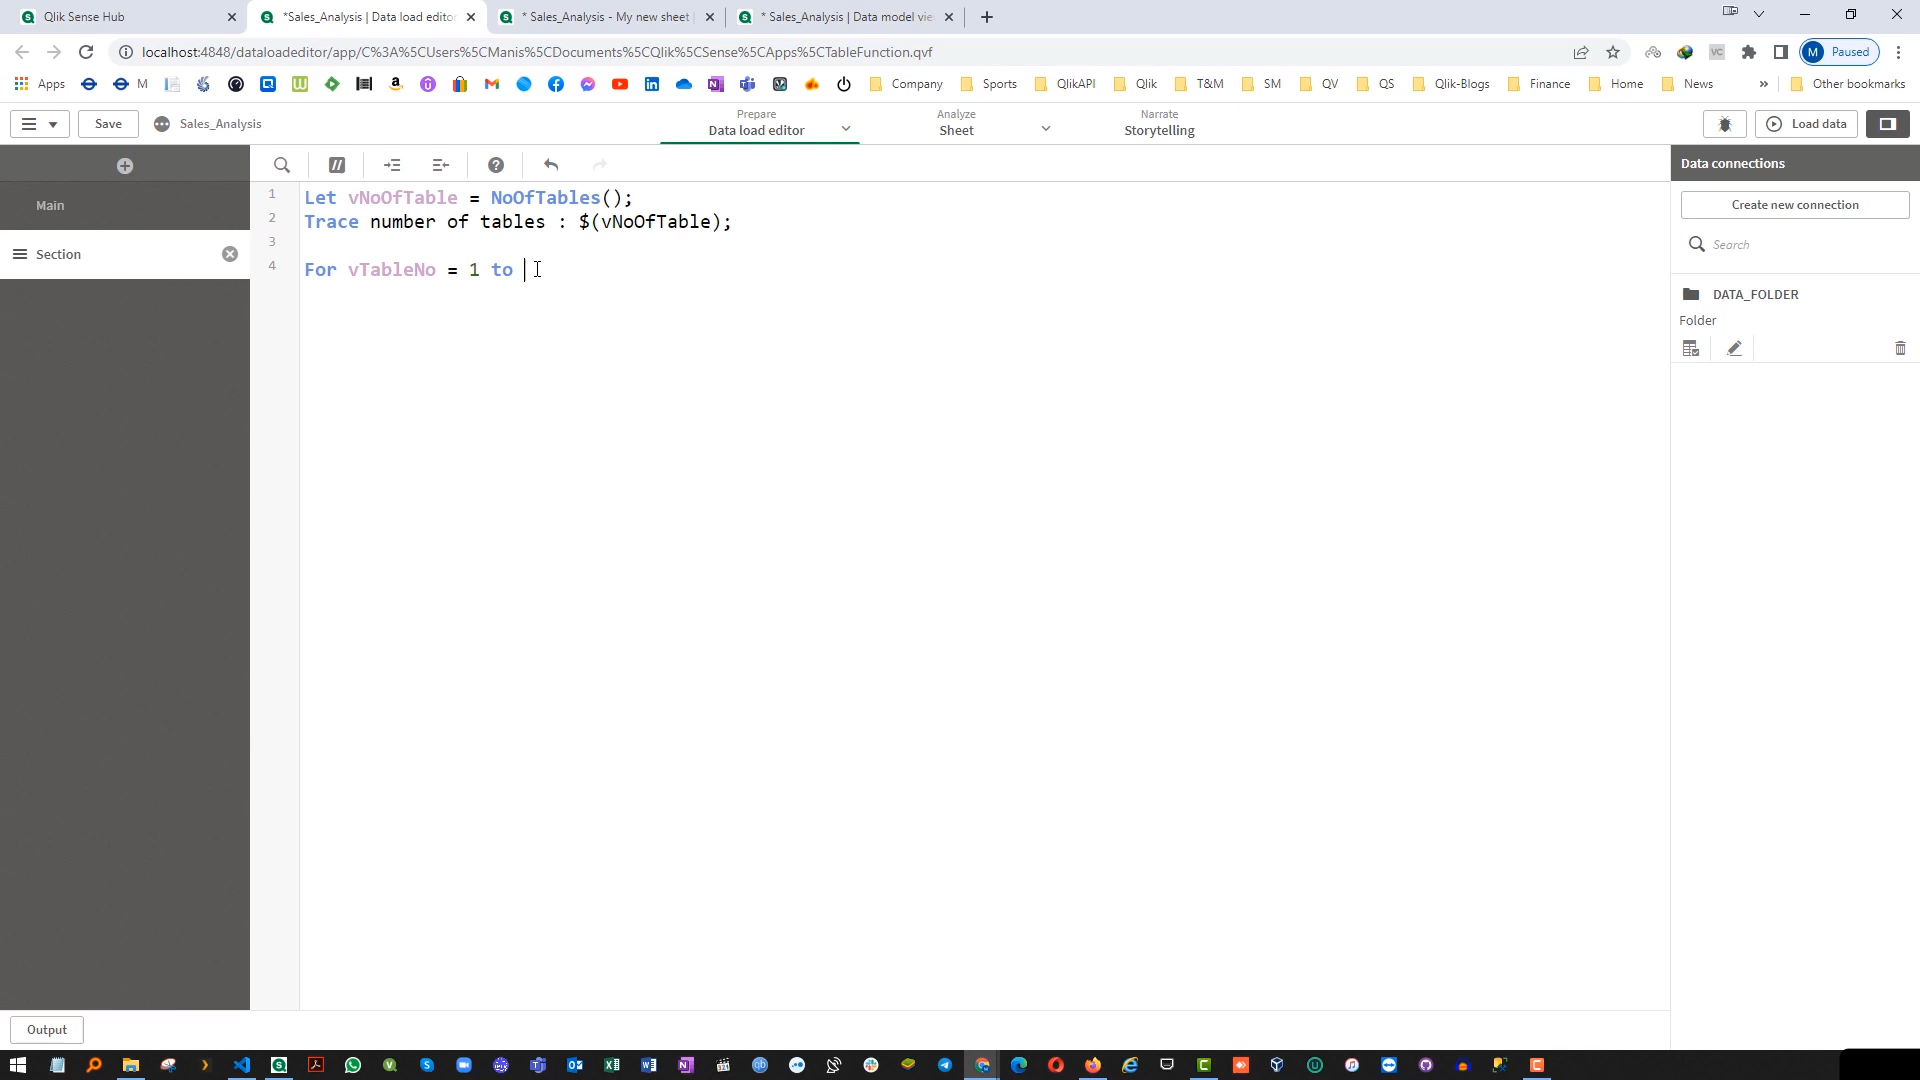 Qlik Sense Hub
*Sales_Analysis | Data load editor
* Sales_Analysis - My new sheet |
* Sales_Analysis | Data model vie
localhost:4848/dataloadeditor/app/C%3A%5CUsers%5CManis%5CDocuments%5CQlik%5CSense%5CApps%5CTableFunction.qvf
VC
M Paused
Apps
M
Company
Sports
QlikAPI
Qlik
T&M
SM
QV
QS
Qlik-Blogs
Finance
Home
News
»
Other bookmarks
Save
Sales_Analysis
Prepare
Data load editor
Analyze
Sheet
Narrate
Storytelling
Load data
Main
Section
1 Let vNoOfTable = NoOfTables();
2 Trace number of tables : $(vNoOfTable);
3
4 For vTableNo = 1 to
Data connections
Create new connection
Search
DATA_FOLDER
Folder
Output